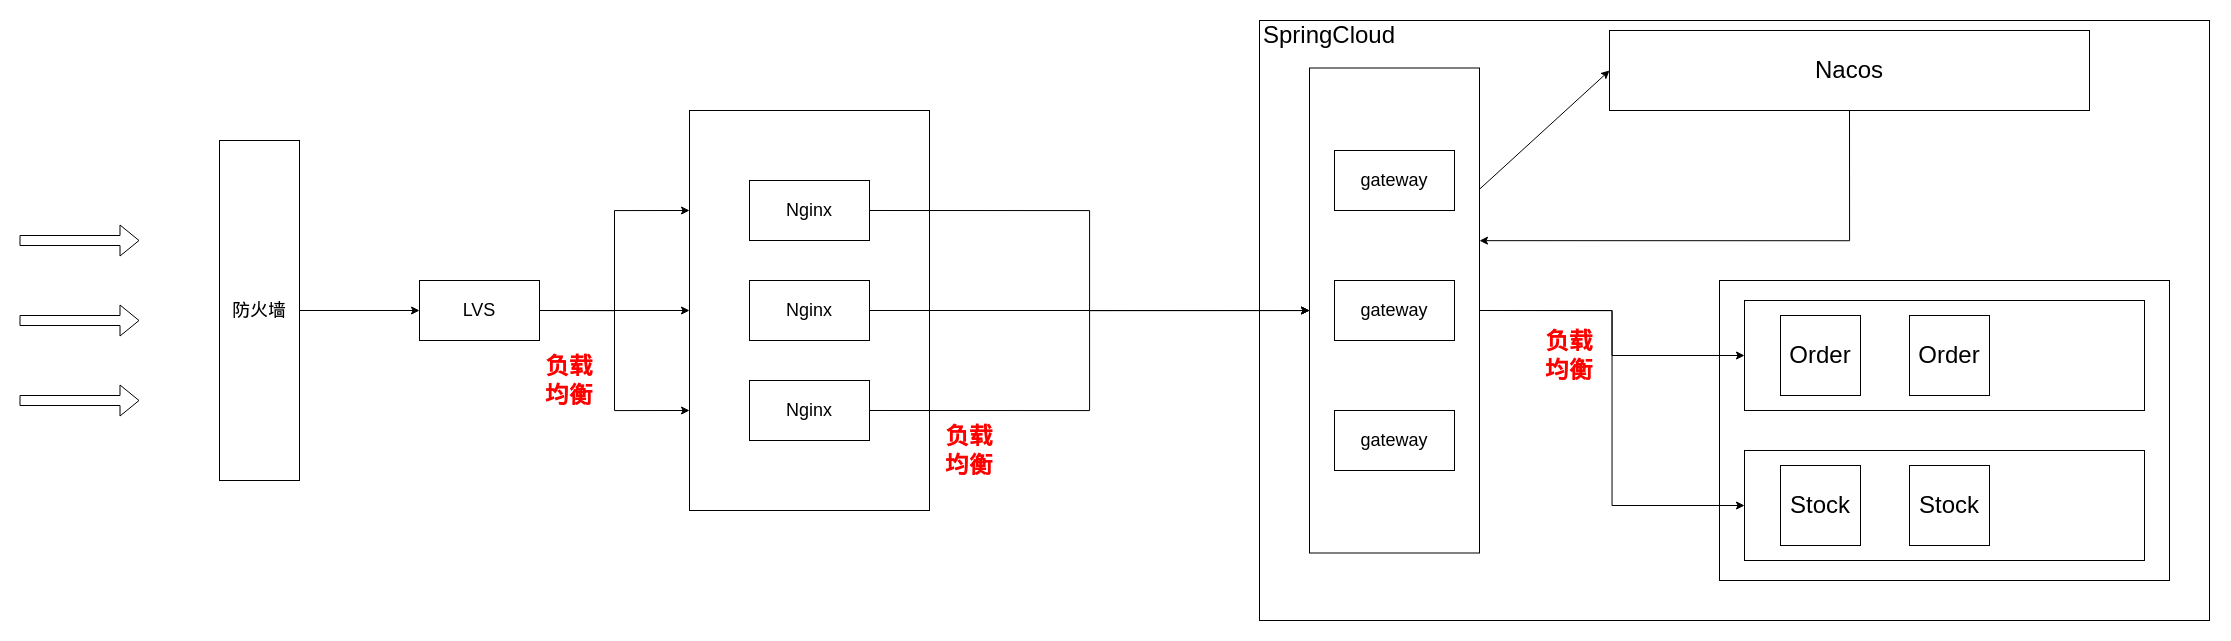 防火墙
LVS
负载
均衡
Nginx
Nginx
Nginx
负载
均衡
SpringCloud
gateway
gateway
gateway
Nacos
负载
均衡
Order
Order
Stock
Stock